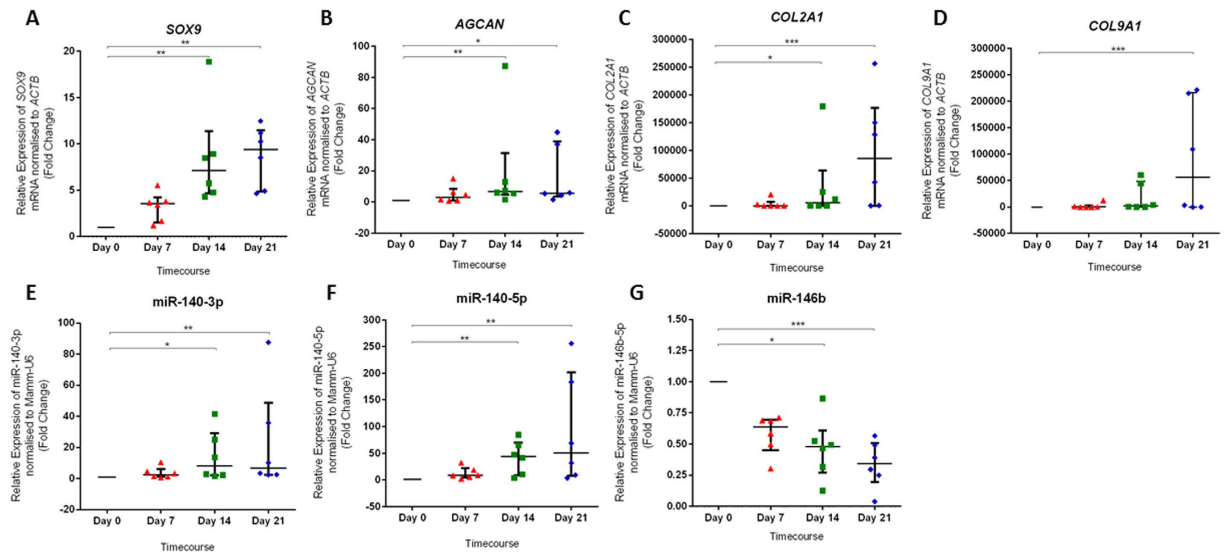 A
SOX9
Relative Expression of SOX9
mRNA normalised to ACTB
(Fold Change)
20
15
10
5
0
**
**
Day 0 Day 7 Day 14 Day 21
Timecourse
B
AGCAN
Relative Expression of AGCAN
mRNA normalised to ACTB
(Fold Change)
100
80
60
40
20
0
-20
*
**
Day 0 Day 7 Day 14 Day 21
Timecourse
C
COL2A1
Relative Expression of COL2A1
mRNA normalised to ACTB
(Fold Change)
300000
250000
200000
150000
100000
50000
0
-50000
***
*
Day 0 Day 7 Day 14 Day 21
Timecourse
D
COL9A1
Relative Expression of COL9A1
mRNA normalised to ACTB
(Fold Change)
300000
250000
200000
150000
100000
50000
0
-50000
***
Day 0 Day 7 Day 14 Day 21
Timecourse
E
miR-140-3p
Relative Expression of miR-140-3p
normalised to Mamm-U6
(Fold Change)
100
80
60
40
20
0
-20
**
*
Day 0 Day 7 Day 14 Day 21
Timecourse
F
miR-140-5p
Relative Expression of miR-140-5p
normalised to Mamm-U6
(Fold Change)
300
250
200
150
100
50
0
-50
**
**
Day 0 Day 7 Day 14 Day 21
Timecourse
G
miR-146b
Relative Expression of miR-146b-5p
normalised to Mamm-U6
(Fold Change)
1.50
1.25
1.00
0.75
0.50
0.25
0.00
***
*
Day 0 Day 7 Day 14 Day 21
Timecourse